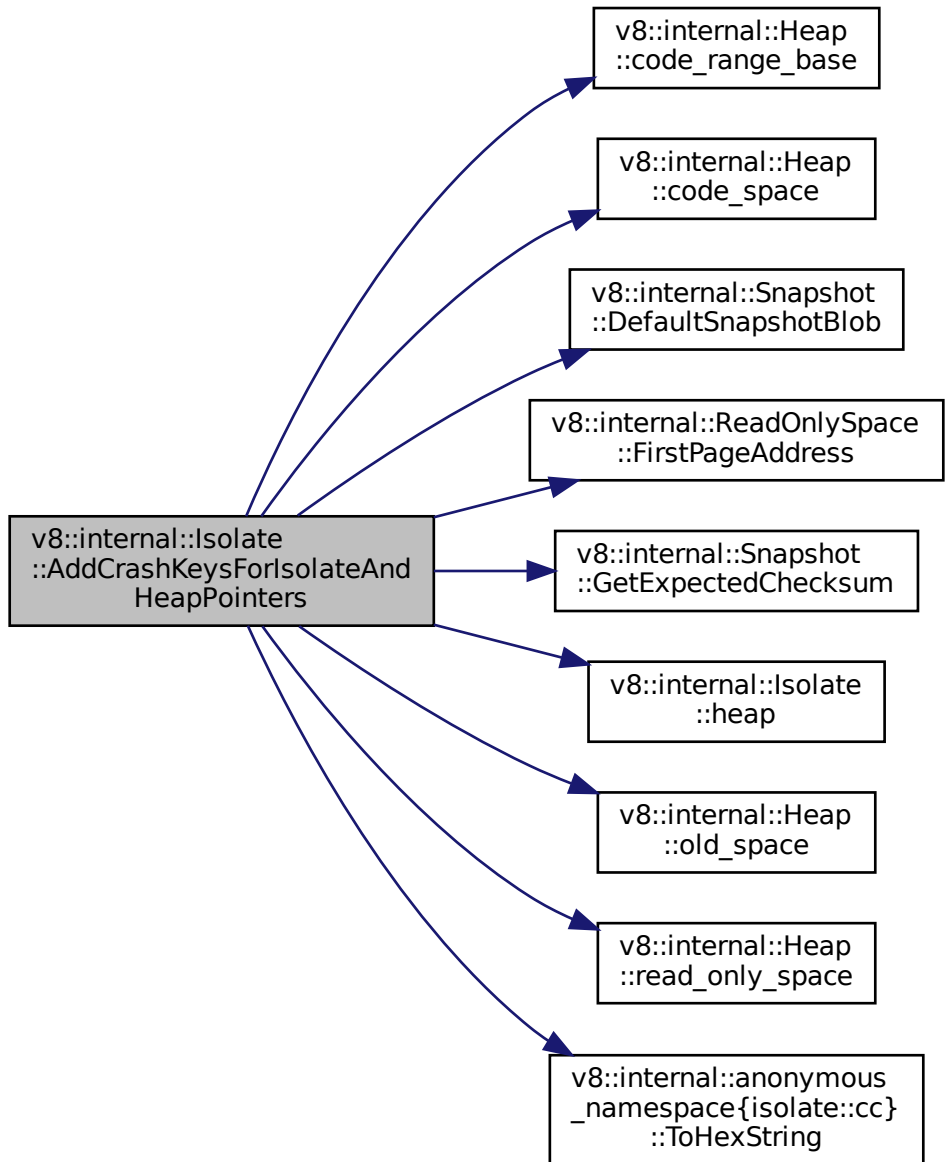 v8::internal::Heap
::code_range_base
v8::internal::Heap
::code_space
v8::internal::Snapshot
::DefaultSnapshotBlob
v8::internal::ReadOnlySpace
::FirstPageAddress
v8::internal::Isolate
::AddCrashKeysForIsolateAnd
HeapPointers
v8::internal::Snapshot
::GetExpectedChecksum
v8::internal::Isolate
::heap
v8::internal::Heap
::old_space
v8::internal::Heap
::read_only_space
v8::internal::anonymous
_namespace{isolate::cc}
::ToHexString